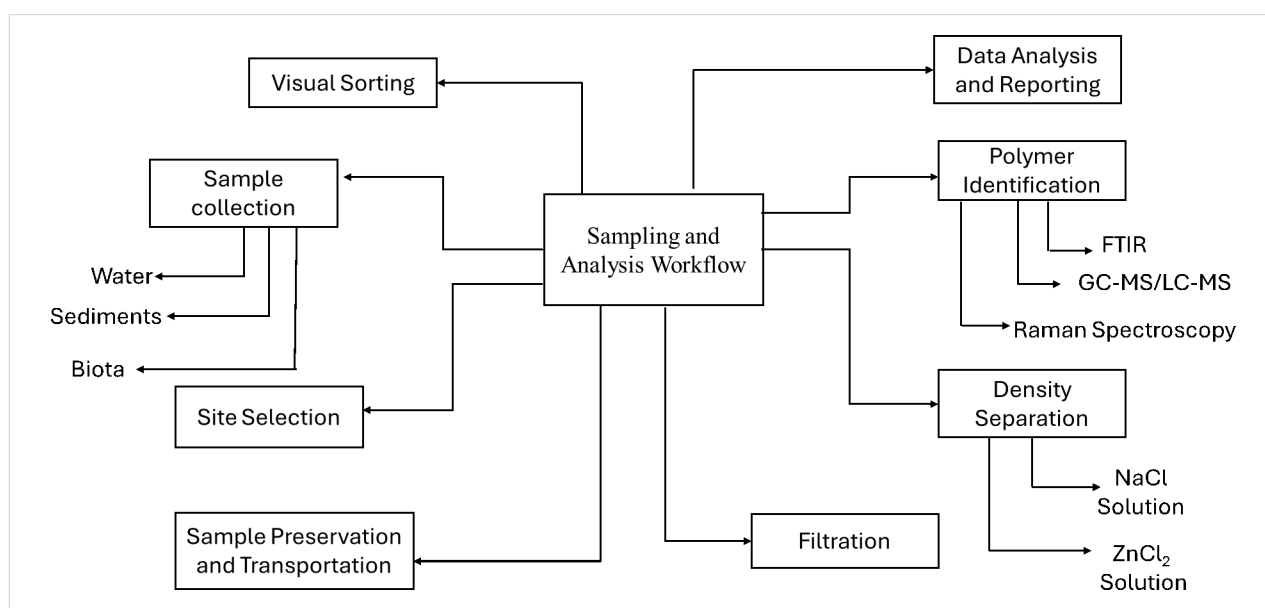 Visual Sorting
Data Analysis
and Reporting
Sample
collection
Polymer
Identification
Sampling and
Analysis Workflow
Water
Sediments
Biota
FTIR
GC-MS/LC-MS
Raman Spectroscopy
Site Selection
Density
Separation
NaCl
Solution
ZnCl₂
Solution
Sample Preservation
and Transportation
Filtration